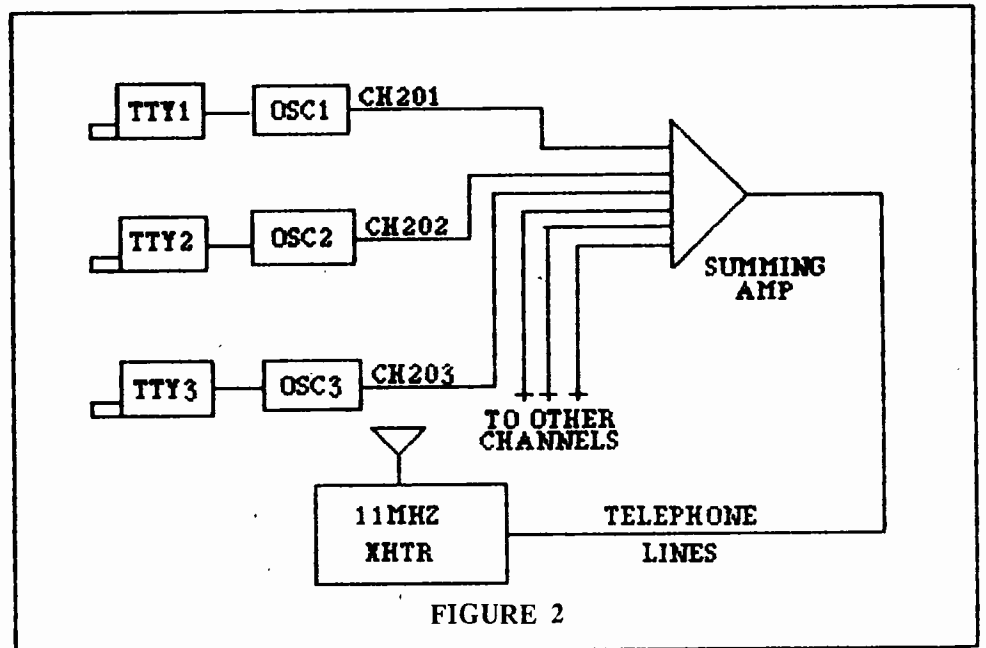 TTY1
OSC1
CH201
TTY2
OSC2
CH202
SUMMING
AMP
TTY3
OSC3
CH203
TO OTHER
CHANNELS
11MHZ
XHTR
TELEPHONE
LINES
FIGURE 2